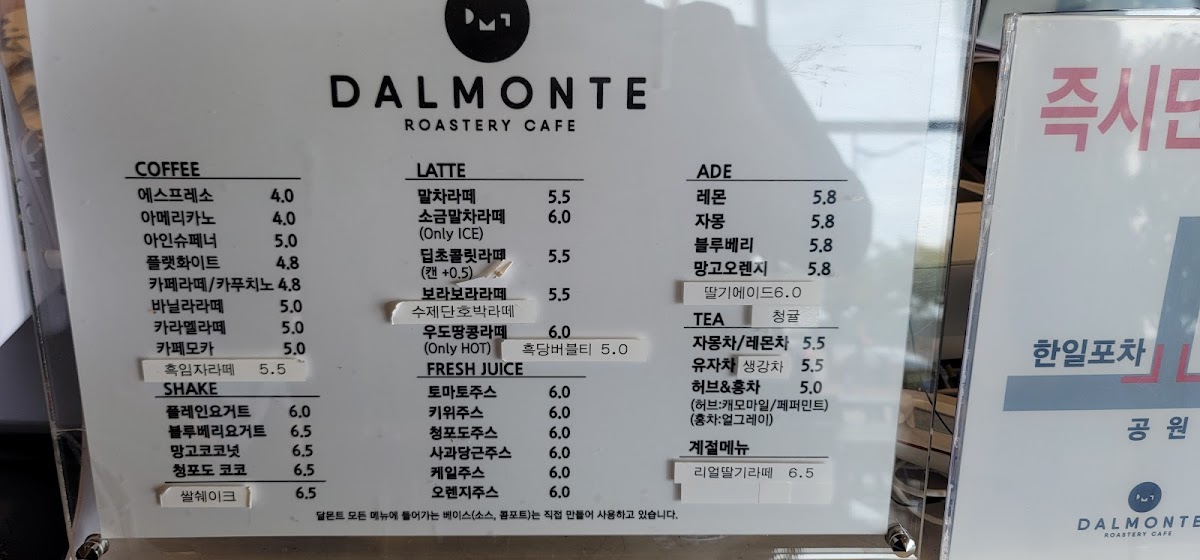 DALMONTE
ROASTERY CAFE
COFFEE
에스프레소 4.0
아메리카노 4.0
아인슈페너 5.0
플랫화이트 4.8
카페라떼/카푸치노 4.8
바닐라라떼 5.0
카라멜라떼 5.0
카페모카 5.0
흑임자라떼 5.5
SHAKE
플레인요거트 6.0
블루베리요거트 6.5
망고코코넛 6.5
청포도 코코 6.5
쌀쉐이크 6.5
LATTE
말차라떼 5.5
소금말차라떼 6.0
(Only ICE)
딥초콜릿라떼 5.5
(캔 +0.5)
보라보라라떼 5.5
수제단호박라떼
우도땅콩라떼 6.0
(Only HOT)
흑당버블티 5.0
FRESH JUICE
토마토주스 6.0
키위주스 6.0
청포도주스 6.0
사과당근주스 6.0
케일주스 6.0
오렌지주스 6.0
ADE
레몬 5.8
자몽 5.8
블루베리 5.8
망고오렌지 5.8
딸기에이드6.0
TEA
청귤
자몽차/레몬차 5.5
유자차 생강차 5.5
허브&홍차 5.0
(허브:캐모마일/페퍼민트)
(홍차:얼그레이)
계절메뉴
리얼딸기라떼 6.5
달몬트 모든 메뉴에 들어가는 베이스(소스, 콤포트)는 직접 만들어 사용하고 있습니다.
즉시단
한일포차
공원
DALMONTE
ROASTERY CAFE